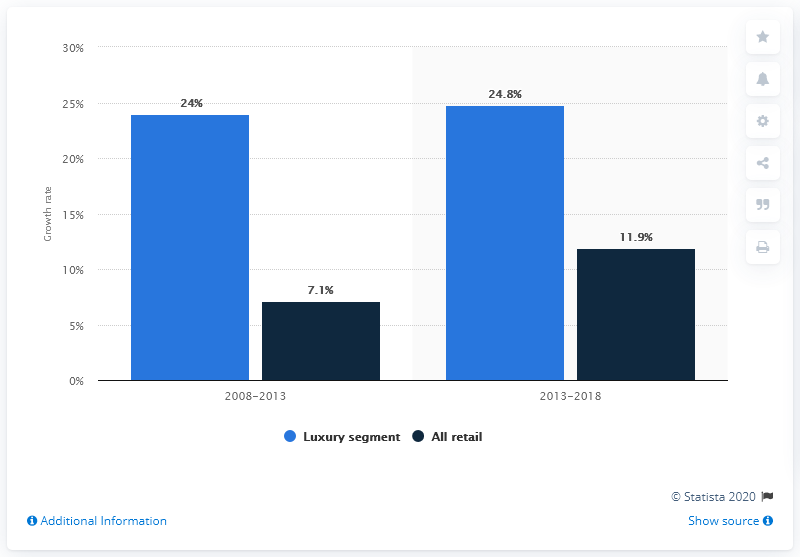 30%
25%
20%
15%
10%
5%
0%
Growth rate
24%
7.1%
24.8%
11.9%
2008-2013
2013-2018
Luxury segment
All retail
© Statista 2020
Additional Information
Show source